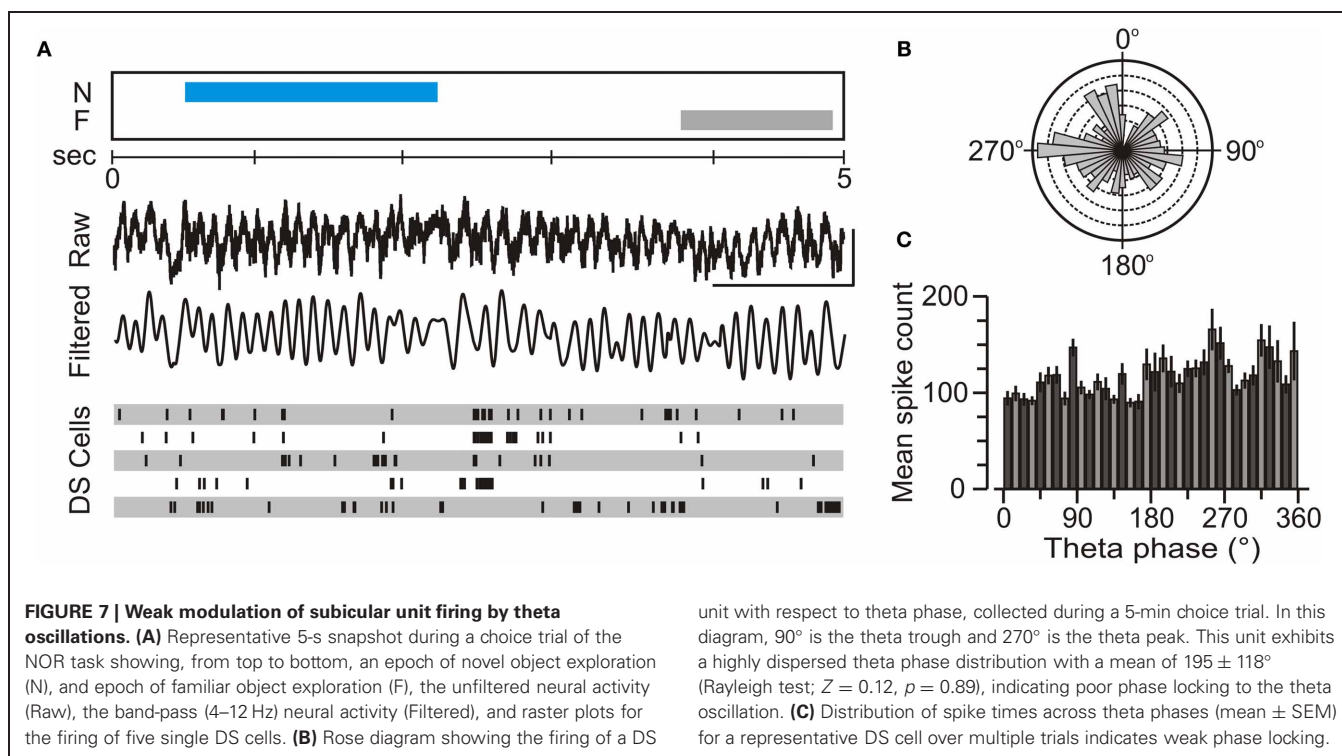 A
N
F
sec
0
5
Raw
Filtered
DS Cells
B
0°
270°
90°
180°
C
200
100
0
Mean spike count
0 90 180 270 360
Theta phase (°)
FIGURE 7 | Weak modulation of subicular unit firing by theta
oscillations. (A) Representative 5-s snapshot during a choice trial of the
NOR task showing, from top to bottom, an epoch of novel object exploration
(N), and epoch of familiar object exploration (F), the unfiltered neural activity
(Raw), the band-pass (4–12 Hz) neural activity (Filtered), and raster plots for
the firing of five single DS cells. (B) Rose diagram showing the firing of a DS
unit with respect to theta phase, collected during a 5-min choice trial. In this
diagram, 90° is the theta trough and 270° is the theta peak. This unit exhibits
a highly dispersed theta phase distribution with a mean of 195 ± 118°
(Rayleigh test; Z = 0.12, p = 0.89), indicating poor phase locking to the theta
oscillation. (C) Distribution of spike times across theta phases (mean ± SEM)
for a representative DS cell over multiple trials indicates weak phase locking.